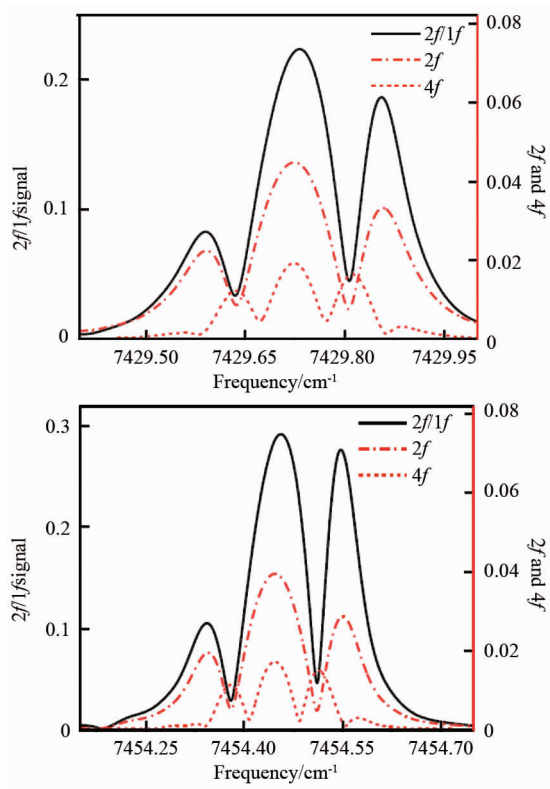 0.08
2f/1f
2f
4f
0.2
0.06
2f/1fsignal
0.04
2f and 4f
0.1
0.02
0
0
7429.50 7429.65 7429.80 7429.95
Frequency/cm-1
0.08
0.3
2f/1f
2f
4f
0.06
0.2
2f/1fsignal
0.04
2f and 4f
0.1
0.02
0
0
7454.25 7454.40 7454.55 7454.70
Frequency/cm-1